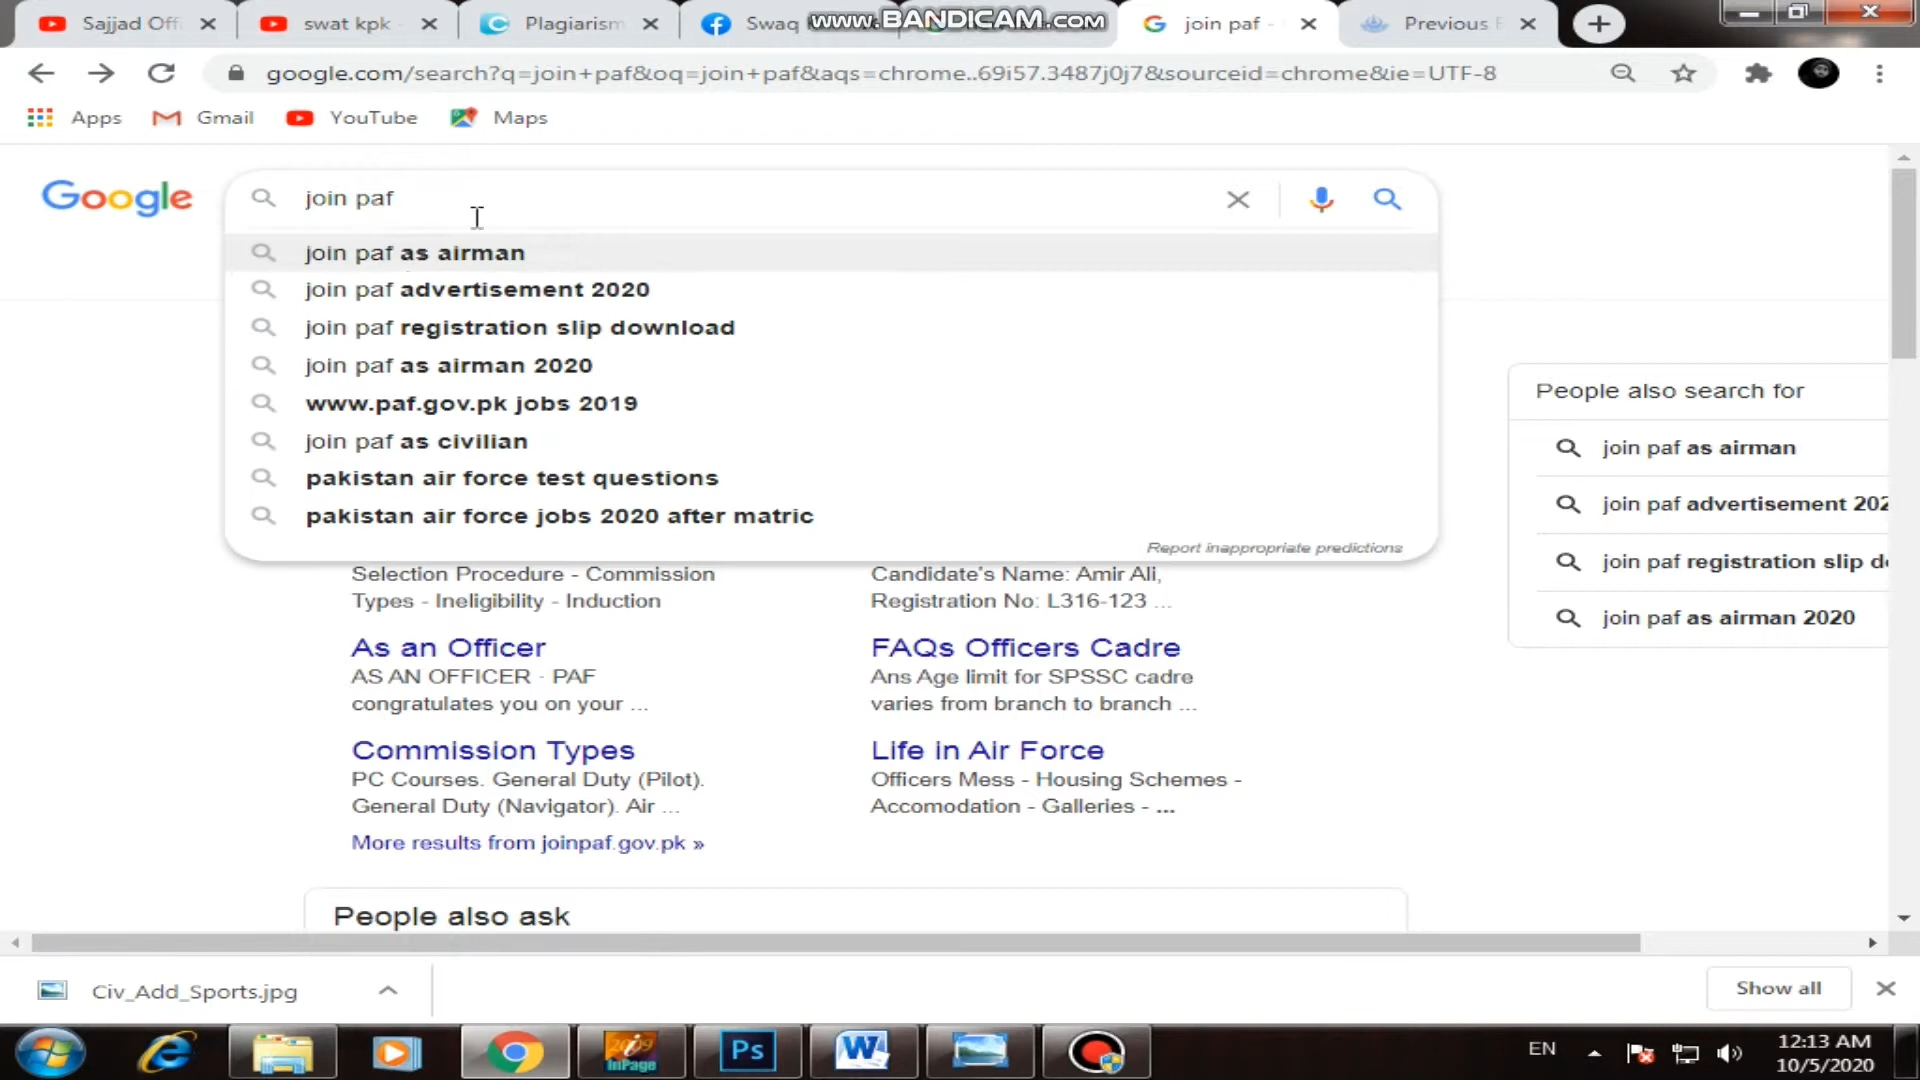 Sajjad Offi
swat kpk
Plagiarism
Swaq
www.BANDICAM.com
join paf -
Previous
google.com/search?q=join+paf&oq=join+paf&aqs=chrome..69i57.3487j0j7&sourceid=chrome&ie=UTF-8
Apps
Gmail
YouTube
Maps
Google
join paf
join paf as airman
join paf advertisement 2020
join paf registration slip download
join paf as airman 2020
www.paf.gov.pk jobs 2019
join paf as civilian
pakistan air force test questions
pakistan air force jobs 2020 after matric
Report inappropriate predictions
Selection Procedure - Commission
Types - Ineligibility - Induction
Candidate's Name: Amir Ali,
Registration No: L316-123 ...
As an Officer
AS AN OFFICER · PAF
congratulates you on your ...
FAQs Officers Cadre
Ans Age limit for SPSSC cadre
varies from branch to branch ...
Commission Types
PC Courses. General Duty (Pilot).
General Duty (Navigator). Air ...
Life in Air Force
Officers Mess - Housing Schemes -
Accomodation - Galleries - ...
More results from joinpaf.gov.pk »
People also ask
People also search for
join paf as airman
join paf advertisement 202
join paf registration slip d
join paf as airman 2020
Civ_Add_Sports.jpg
Show all
2009
InPage
Ps
W
EN
12:13 AM
10/5/2020